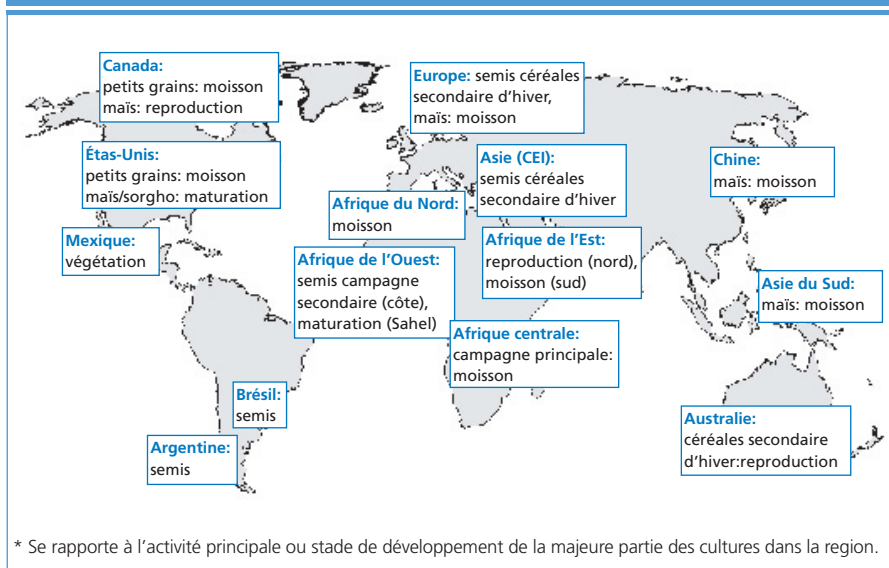 Canada:
petits grains: moisson
maïs: reproduction
Europe: semis céréales
secondaire d'hiver,
maïs: moisson
Étas-Unis:
petits grains: moisson
maïs/sorgho: maturation
Asie (CEI):
semis céréales
secondaire d'hiver
Chine:
maïs: moisson
Afrique du Nord:
moisson
Mexique:
végétation
Afrique de l'Ouest:
semis campagne
secondaire (côte),
maturation (Sahel)
Afrique de l'Est:
reproduction (nord),
moisson (sud)
Asie du Sud:
maïs: moisson
Afrique centrale:
campagne principale:
moisson
Brésil:
semis
Argentine:
semis
Australie:
céréales secondaire
d'hiver:reproduction
* Se rapporte à l'activité principale ou stade de développement de la majeure partie des cultures dans la region.